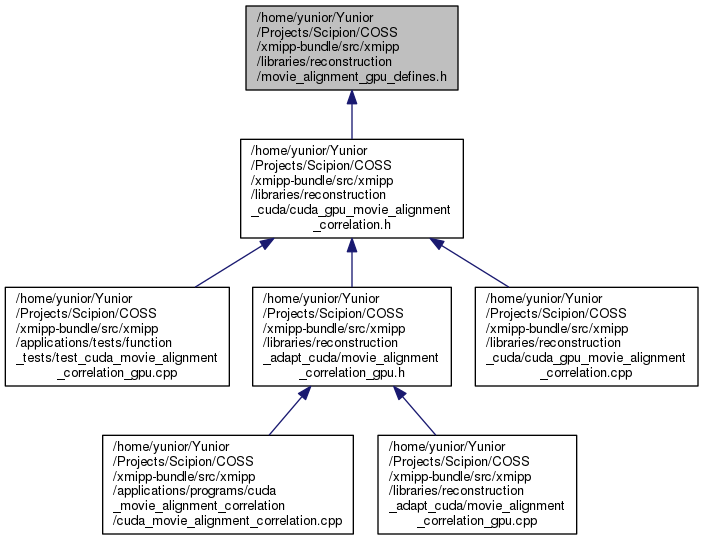 /home/yunior/Yunior
/Projects/Scipion/COSS
/xmipp-bundle/src/xmipp
/libraries/reconstruction
/movie_alignment_gpu_defines.h
/home/yunior/Yunior
/Projects/Scipion/COSS
/xmipp-bundle/src/xmipp
/libraries/reconstruction
_cuda/cuda_gpu_movie_alignment
_correlation.h
/home/yunior/Yunior
/Projects/Scipion/COSS
/xmipp-bundle/src/xmipp
/applications/tests/function
_tests/test_cuda_movie_alignment
_correlation_gpu.cpp
/home/yunior/Yunior
/Projects/Scipion/COSS
/xmipp-bundle/src/xmipp
/libraries/reconstruction
_adapt_cuda/movie_alignment
_correlation_gpu.h
/home/yunior/Yunior
/Projects/Scipion/COSS
/xmipp-bundle/src/xmipp
/libraries/reconstruction
_cuda/cuda_gpu_movie_alignment
_correlation.cpp
/home/yunior/Yunior
/Projects/Scipion/COSS
/xmipp-bundle/src/xmipp
/applications/programs/cuda
_movie_alignment_correlation
/cuda_movie_alignment_correlation.cpp
/home/yunior/Yunior
/Projects/Scipion/COSS
/xmipp-bundle/src/xmipp
/libraries/reconstruction
_adapt_cuda/movie_alignment
_correlation_gpu.cpp